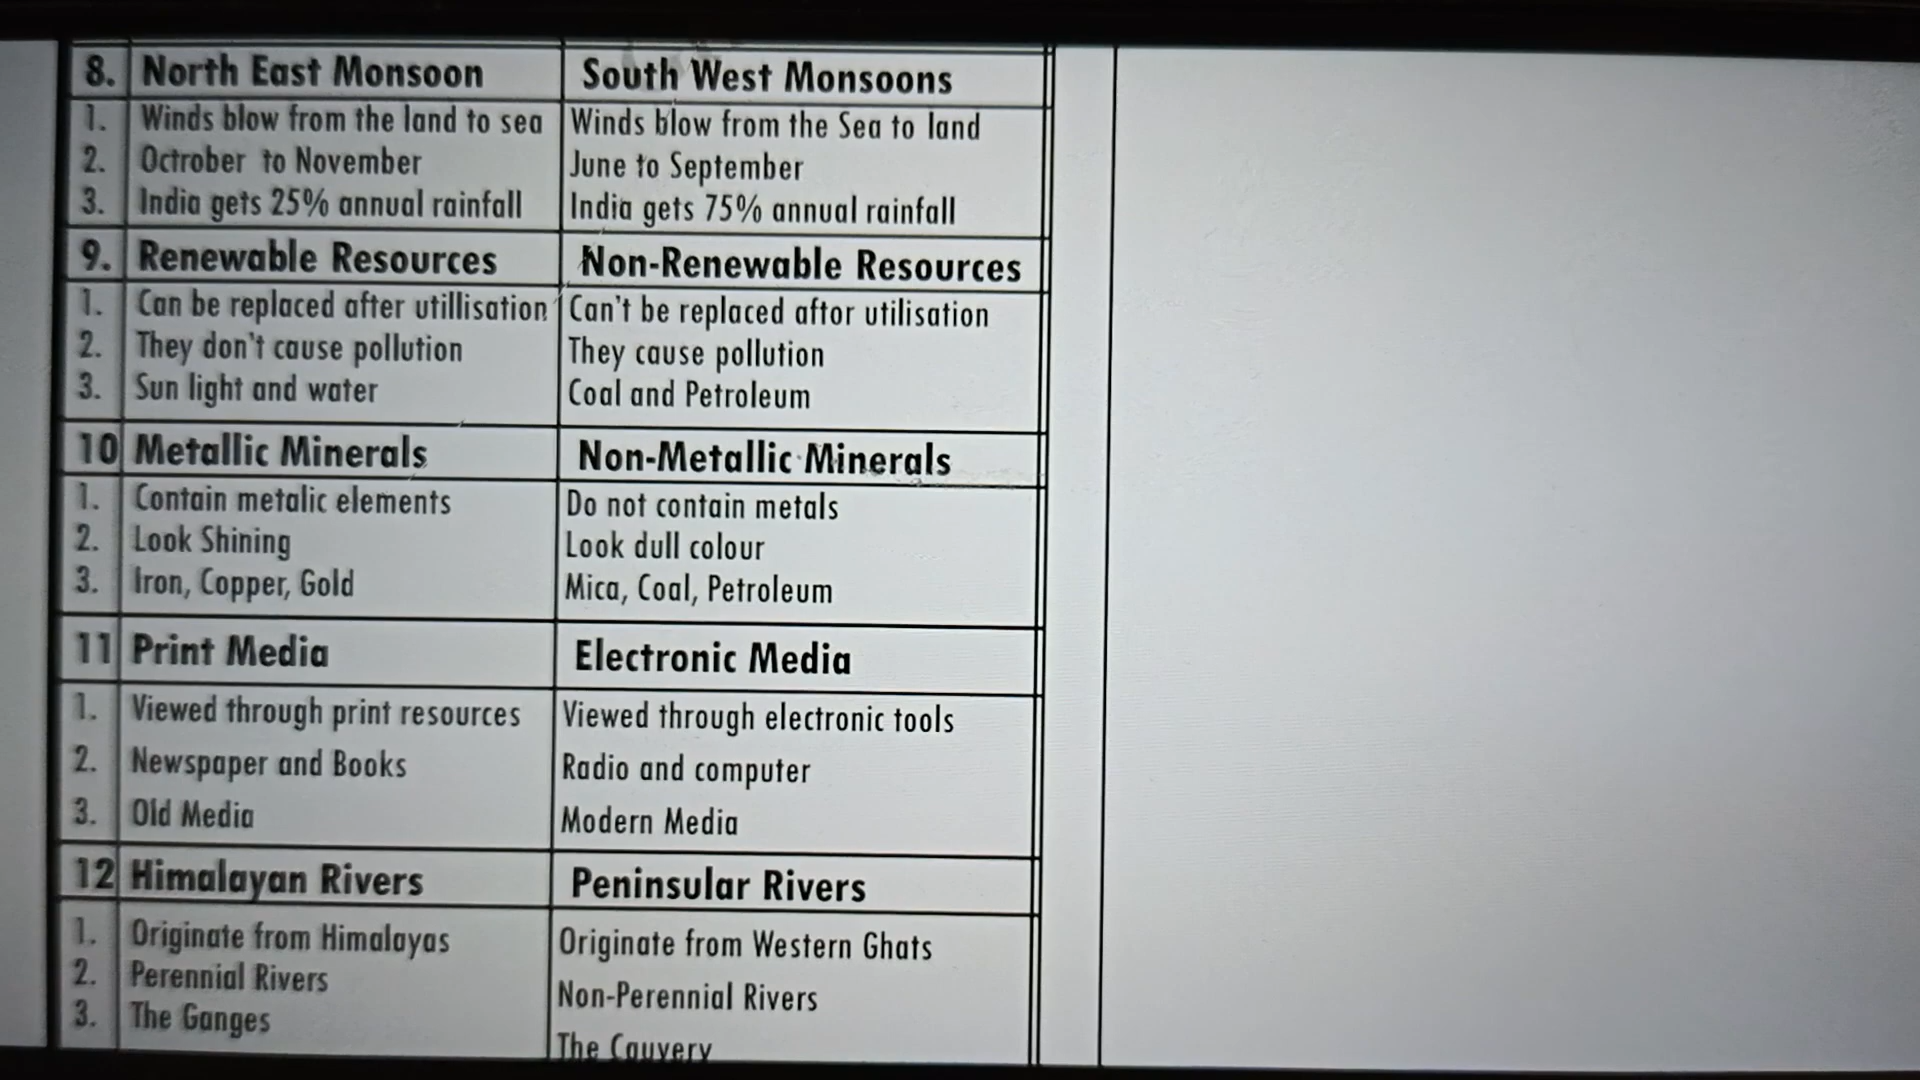 8. North East Monsoon South West Monsoons
1. Winds blow from the land to sea Winds blow from the Sea to land
2. Octrober to November June to September
3. India gets 25% annual rainfall India gets 75% annual rainfall
9. Renewable Resources Non-Renewable Resources
1. Can be replaced after utillisation Can't be replaced aftor utilisation
2. They don't cause pollution They cause pollution
3. Sun light and water Coal and Petroleum
10 Metallic Minerals Non-Metallic Minerals
1. Contain metalic elements Do not contain metals
2. Look Shining Look dull colour
3. Iron, Copper, Gold Mica, Coal, Petroleum
11 Print Media Electronic Media
1. Viewed through print resources Viewed through electronic tools
2. Newspaper and Books Radio and computer
3. Old Media Modern Media
12 Himalayan Rivers Peninsular Rivers
1. Originate from Himalayas Originate from Western Ghats
2. Perennial Rivers Non-Perennial Rivers
3. The Ganges The Cauvery